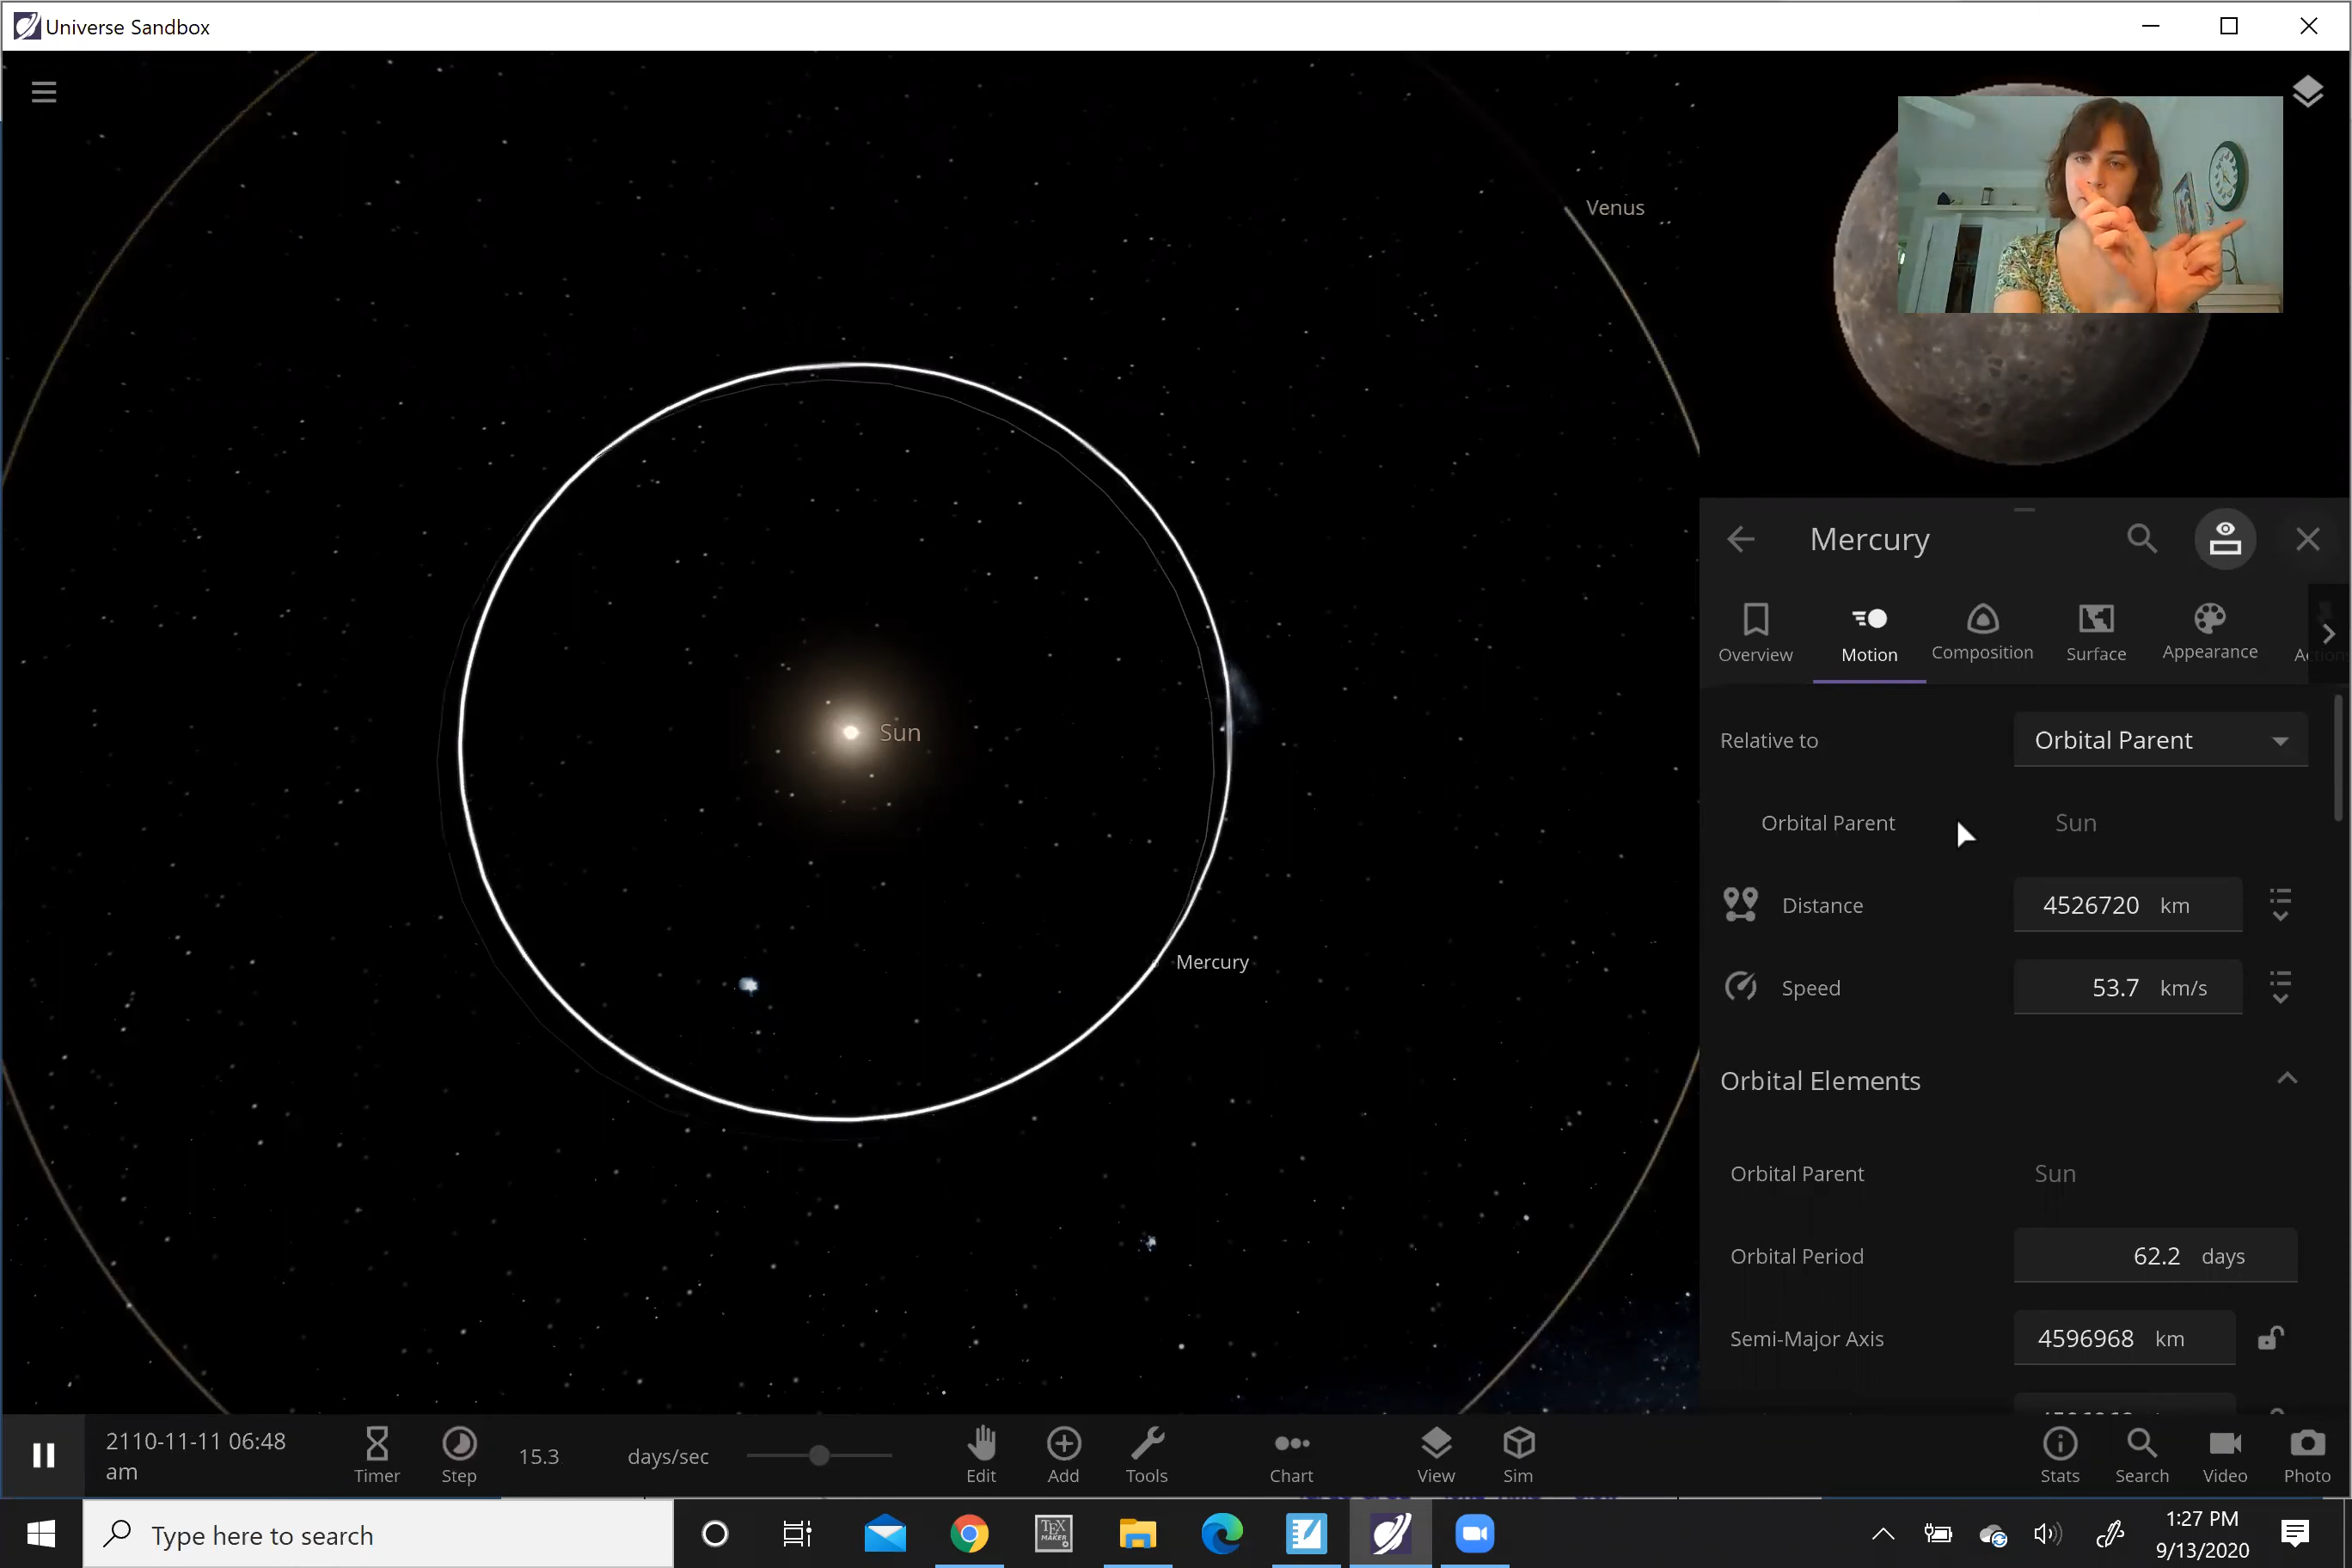 Universe Sandbox
Venus
Sun
Mercury
Mercury
Overview
Motion
Composition
Surface
Appearance
Relative to
Orbital Parent
Orbital Parent
Sun
Distance
4526720 km
Speed
53.7 km/s
Orbital Elements
Orbital Parent
Sun
Orbital Period
62.2 days
Semi-Major Axis
4596968 km
2110-11-11 06:48
am
Timer
Step
15.3
days/sec
Edit
Add
Tools
Chart
View
Sim
Stats
Search
Video
Photo
Type here to search
TEX
MAKER
1:27 PM
9/13/2020